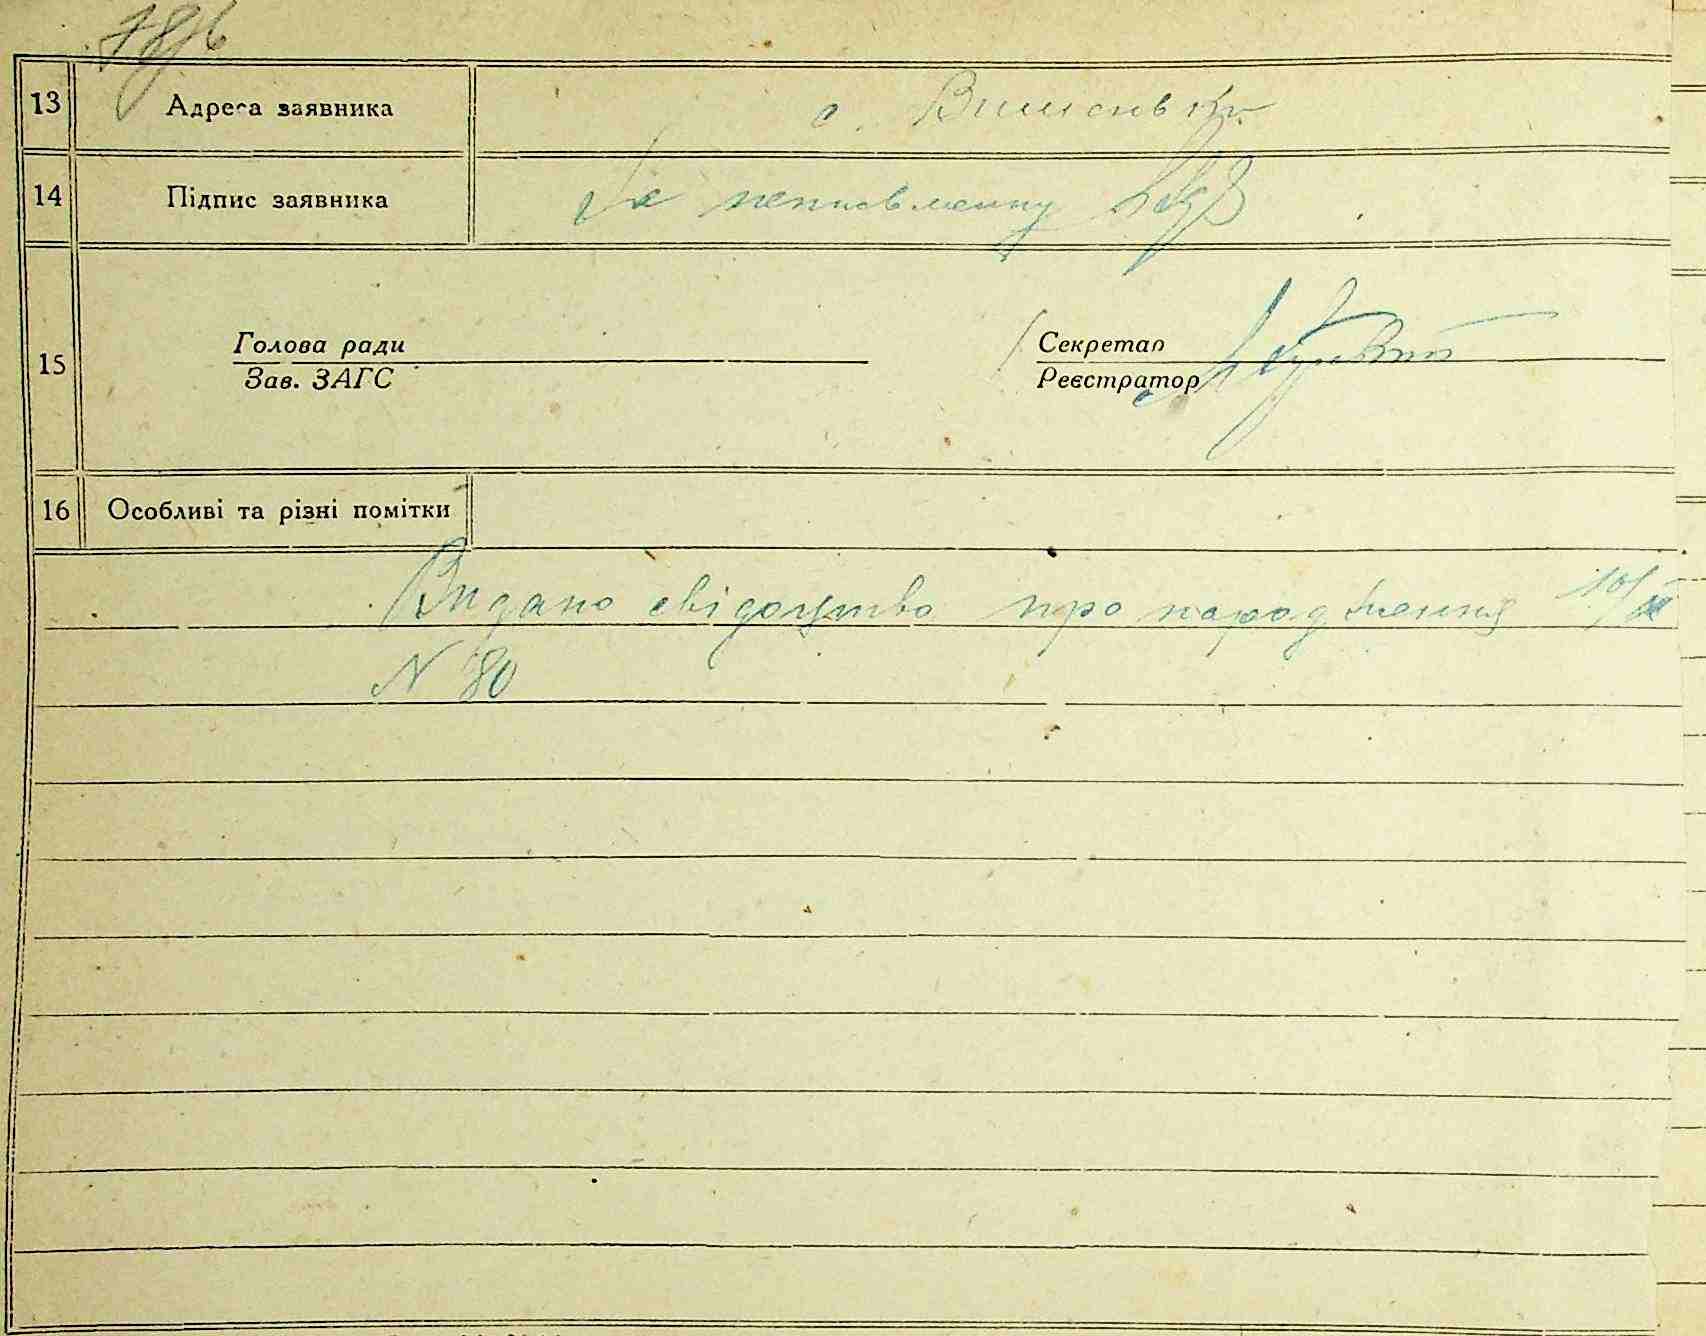 13 Адреса заявника с. Вишеньки
14 Підпис заявника За неписьменну
15
Голова ради Секретар
Зав. ЗАГС Реєстратор
16 Особливі та різні помітки
Видано свідоцтво про народження
N 80